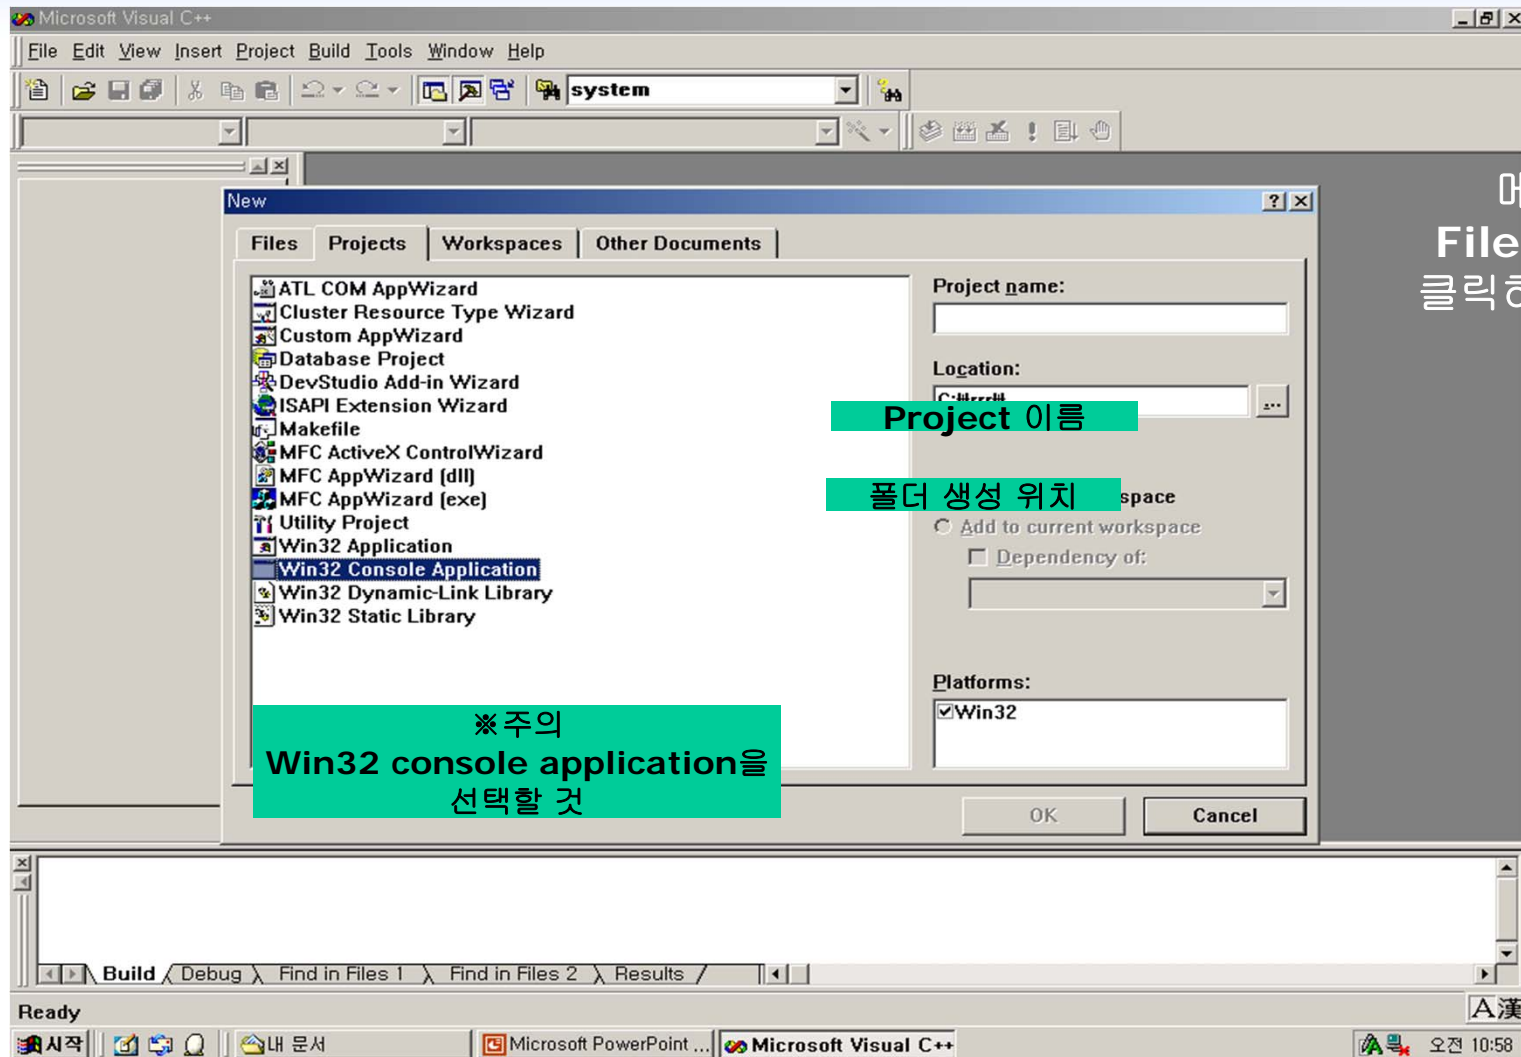 Microsoft Visual C++
File Edit View Insert Project Build Tools Window Help
system
메
File
클릭하
New
Files Projects Workspaces Other Documents
ATL COM AppWizard
Cluster Resource Type Wizard
Custom AppWizard
Database Project
DevStudio Add-in Wizard
ISAPI Extension Wizard
Makefile
MFC ActiveX ControlWizard
MFC AppWizard (dll)
MFC AppWizard (exe)
Utility Project
Win32 Application
Win32 Console Application
Win32 Dynamic-Link Library
Win32 Static Library
Project name:
Location:
...
Project 이름
폴더 생성 위치
space
Add to current workspace
Dependency of:
Platforms:
Win32
※주의
Win32 console application을
선택할 것
OK Cancel
Build Debug Find in Files 1 Find in Files 2 Results
Ready
A漢
시작 내 문서 Microsoft PowerPoint ... Microsoft Visual C++ 오전 10:58